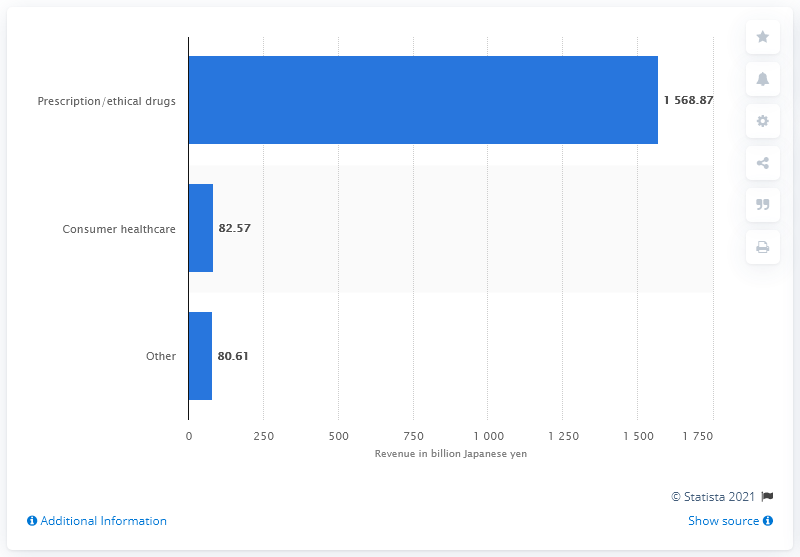 Prescription/ethical drugs
1 568.87
Consumer healthcare
82.57
Other
80.61
0 250 500 750 1 000 1 250 1 500 1 750
Revenue in billion Japanese yen
© Statista 2021
Additional Information
Show source